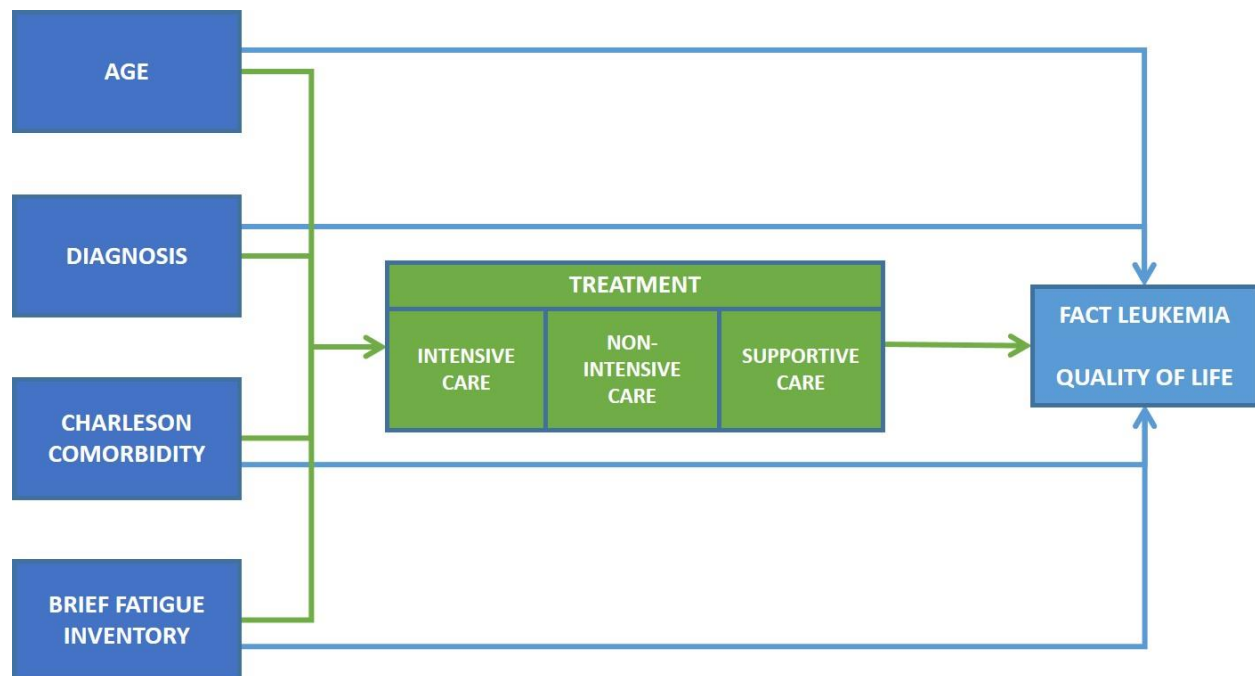 AGE
DIAGNOSIS
CHARLESON
COMORBIDITY
BRIEF FATIGUE
INVENTORY
TREATMENT
INTENSIVE
CARE
NON-
INTENSIVE
CARE
SUPPORTIVE
CARE
FACT LEUKEMIA
QUALITY OF LIFE